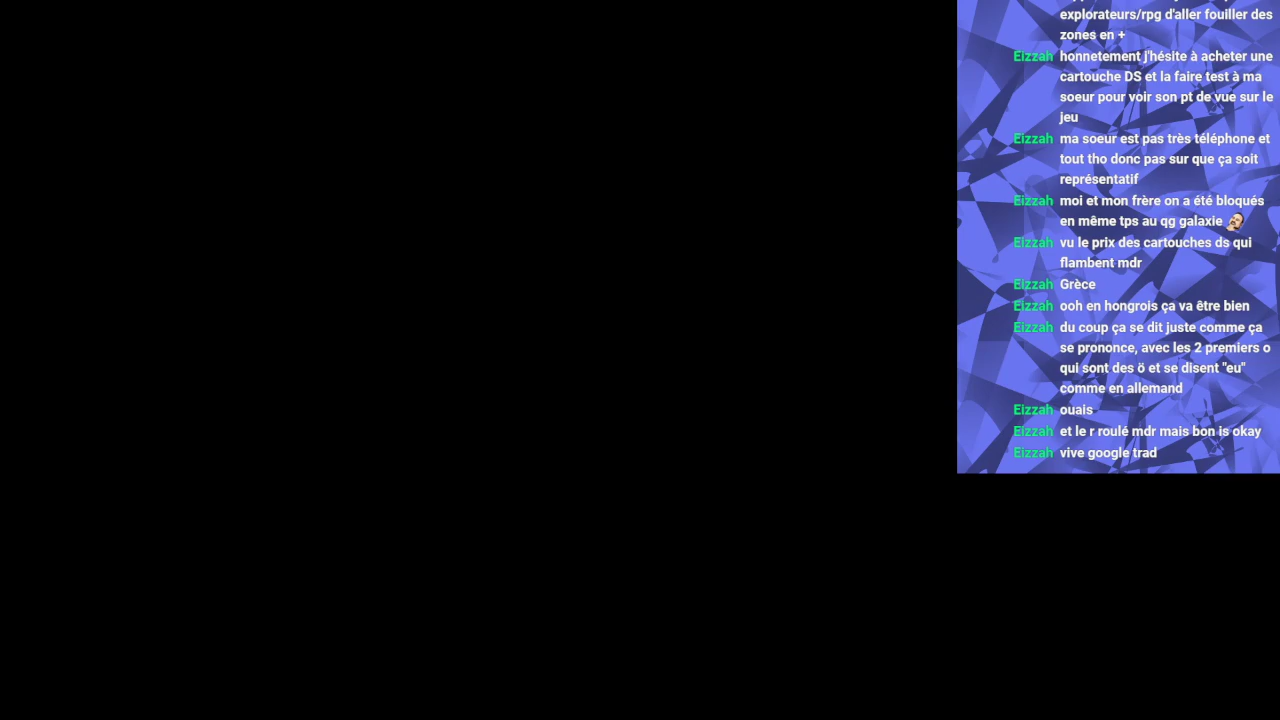 explorateurs/rpg d'aller fouiller des
zones en +
Eizzah honnetement j'hésite à acheter une
cartouche DS et la faire test à ma
soeur pour voir son pt de vue sur le
jeu
Eizzah ma soeur est pas très téléphone et
tout tho donc pas sur que ça soit
représentatif
Eizzah moi et mon frère on a été bloqués
en même tps au qg galaxie
Eizzah vu le prix des cartouches ds qui
flambent mdr
Eizzah Grèce
Eizzah ooh en hongrois ça va être bien
Eizzah du coup ça se dit juste comme ça
se prononce, avec les 2 premiers o
qui sont des ö et se disent "eu"
comme en allemand
Eizzah ouais
Eizzah et le r roulé mdr mais bon is okay
Eizzah vive google trad